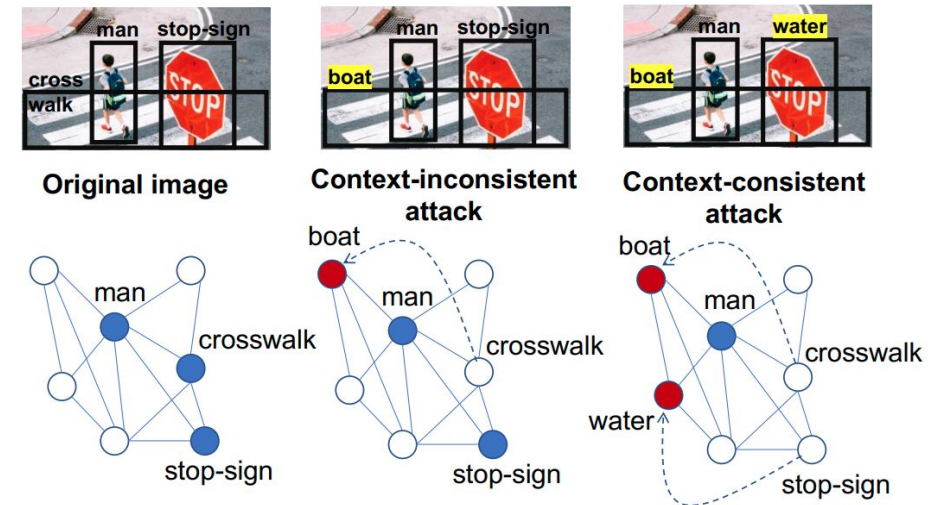 man stop-sign
cross
walk
STOP
Original image
man
crosswalk
stop-sign
man stop-sign
boat
STOP
Context-inconsistent
attack
boat
man
crosswalk
stop-sign
man water
boat
STOP
Context-consistent
attack
boat
man
crosswalk
water
stop-sign